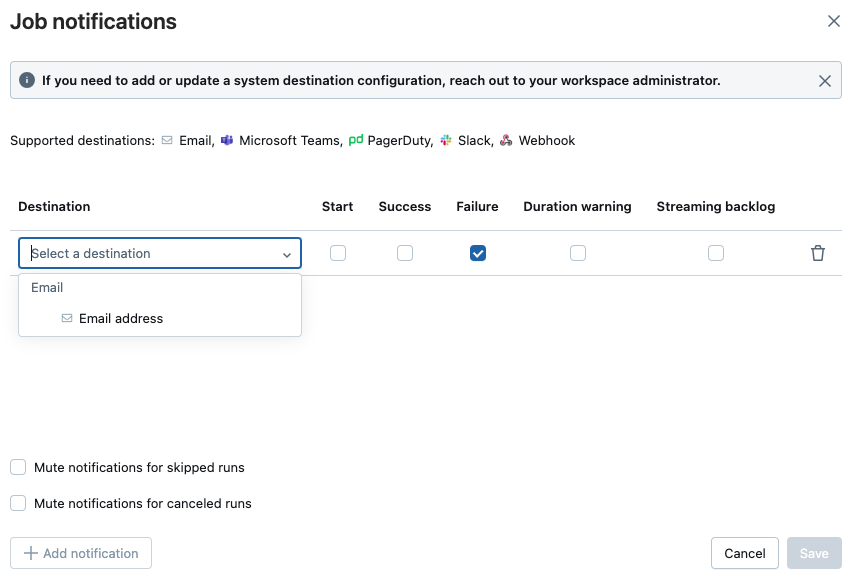 Job notifications
If you need to add or update a system destination configuration, reach out to your workspace administrator.
Supported destinations: Email, Microsoft Teams, pd PagerDuty, Slack, Webhook
Destination Start Success Failure Duration warning Streaming backlog
Select a destination
Email
Email address
Mute notifications for skipped runs
Mute notifications for canceled runs
Add notification Cancel Save